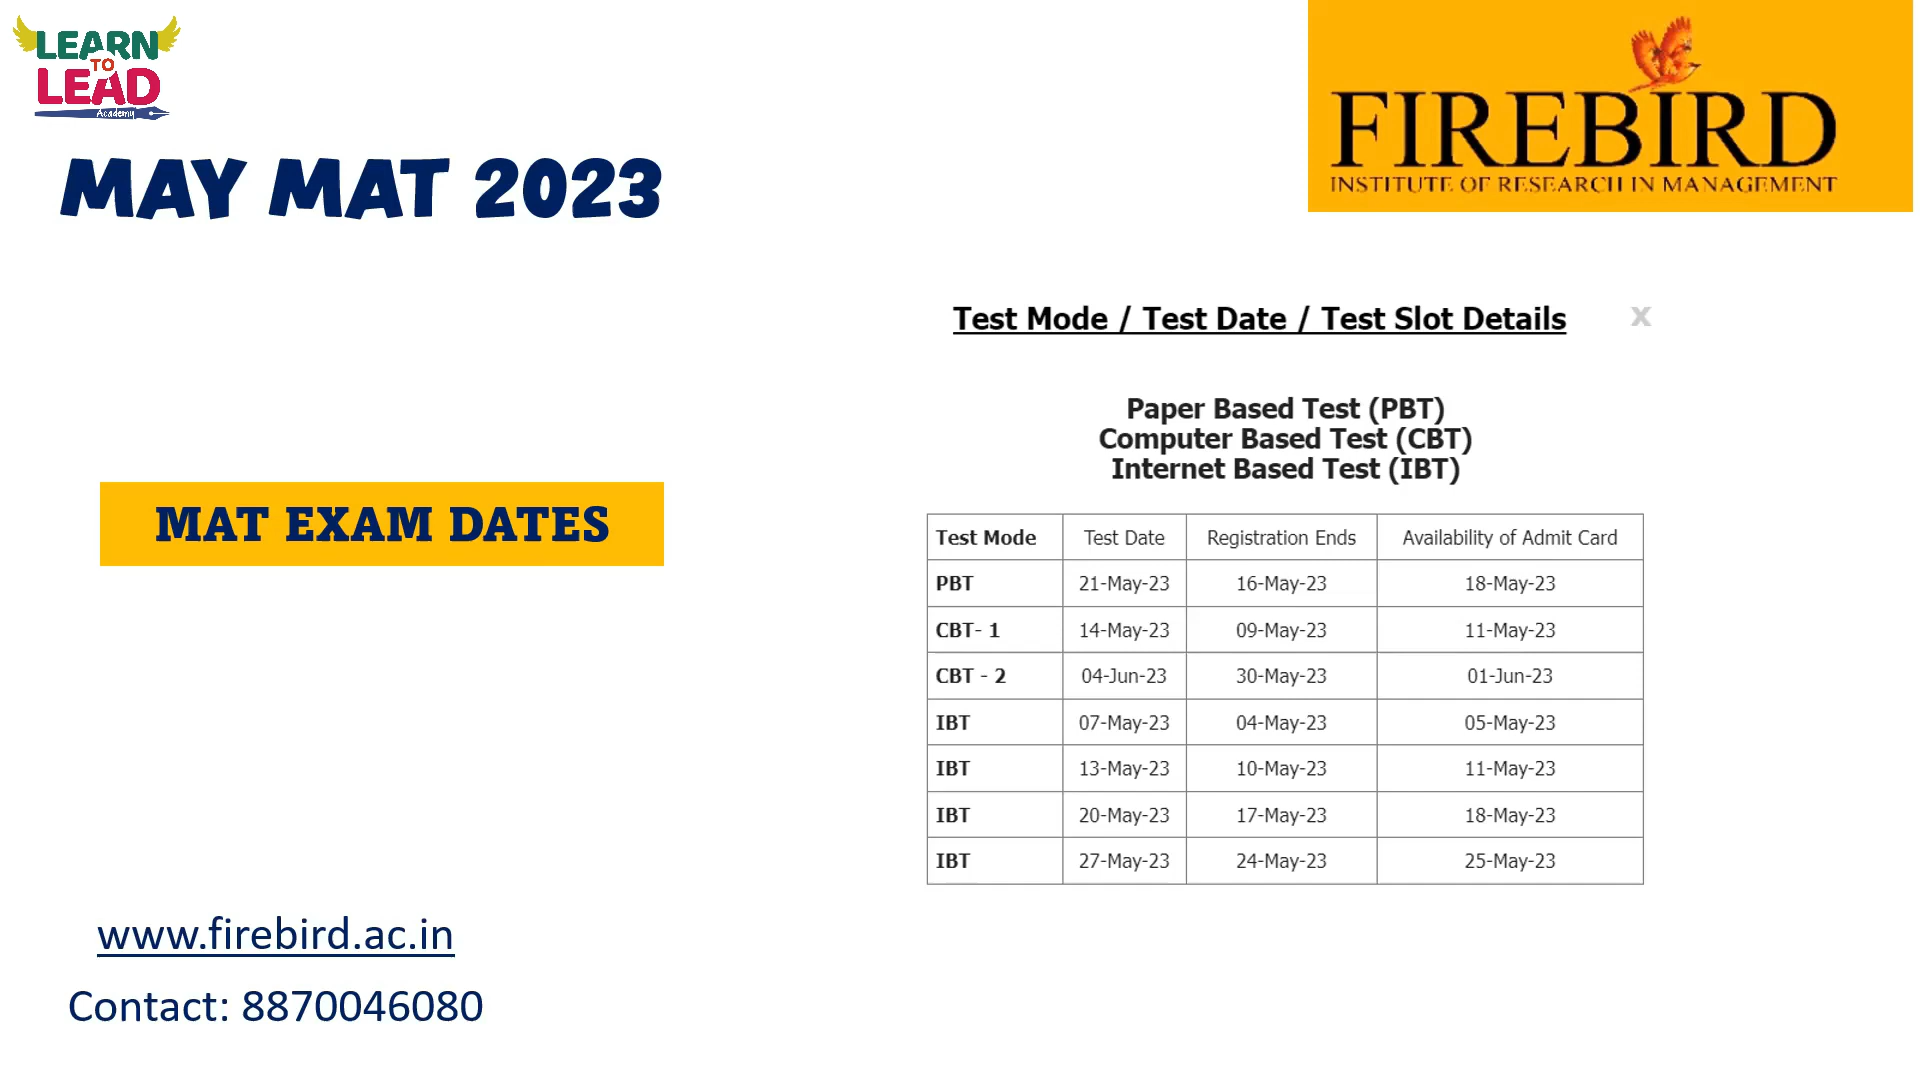 LEARN
TO
LEAD
Academy
FIREBIRD
INSTITUTE OF RESEARCH IN MANAGEMENT
MAY MAT 2023
Test Mode / Test Date / Test Slot Details X
Paper Based Test (PBT)
Computer Based Test (CBT)
Internet Based Test (IBT)
MAT EXAM DATES
Test Mode Test Date Registration Ends Availability of Admit Card
PBT 21-May-23 16-May-23 18-May-23
CBT- 1 14-May-23 09-May-23 11-May-23
CBT - 2 04-Jun-23 30-May-23 01-Jun-23
IBT 07-May-23 04-May-23 05-May-23
IBT 13-May-23 10-May-23 11-May-23
IBT 20-May-23 17-May-23 18-May-23
IBT 27-May-23 24-May-23 25-May-23
www.firebird.ac.in
Contact: 8870046080